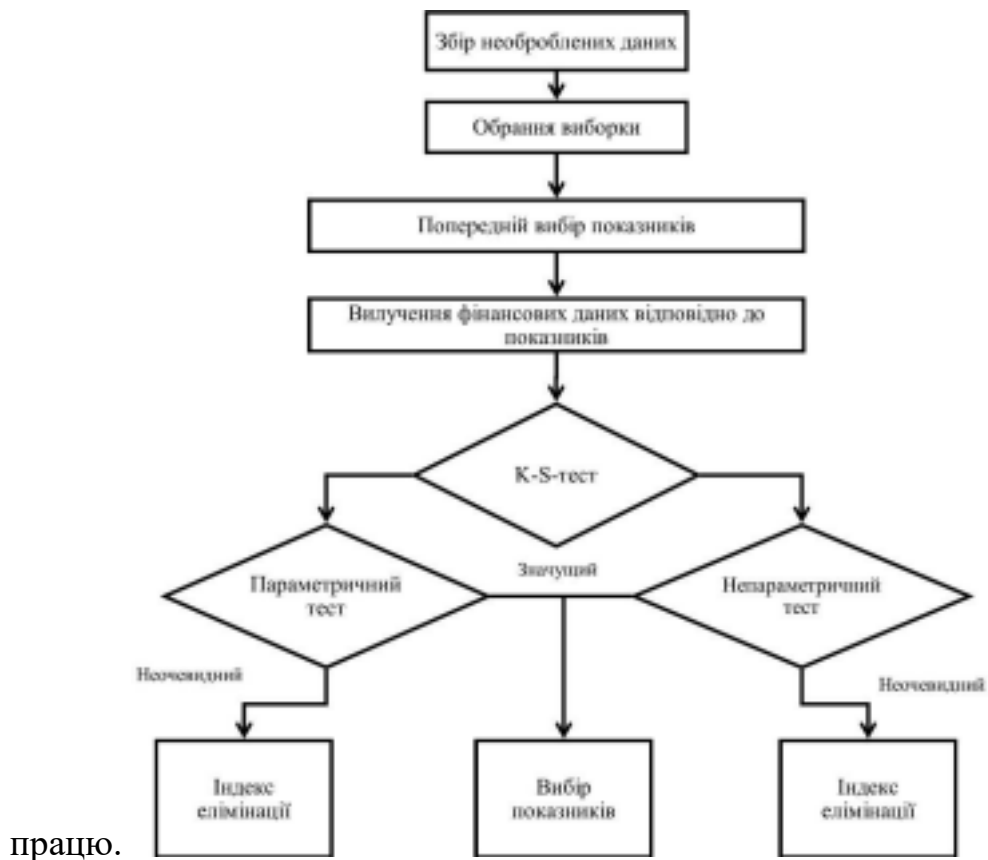 Збір необроблених даних
Обрання виборки
Попередній вибір показників
Вилучення фінансових даних відповідно до
показників
K-S-тест
Параметричний
тест
Значущий
Непараметричний
тест
Неочевидний
Неочевидний
Індекс
елімінації
Вибір
показників
Індекс
елімінації
працю.